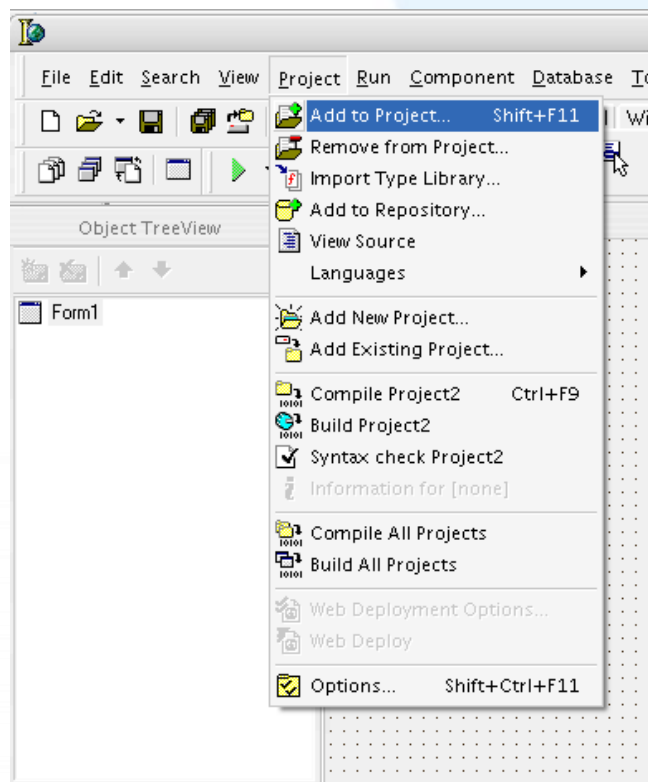 File Edit Search View Project Run Component Database
Add to Project... Shift+F11
Remove from Project...
Import Type Library...
Add to Repository...
View Source
Languages
Add New Project...
Add Existing Project...
Compile Project2 Ctrl+F9
Build Project2
Syntax check Project2
Information for [none]
Compile All Projects
Build All Projects
Web Deployment Options...
Web Deploy
Options... Shift+Ctrl+F11
Object TreeView
Form1